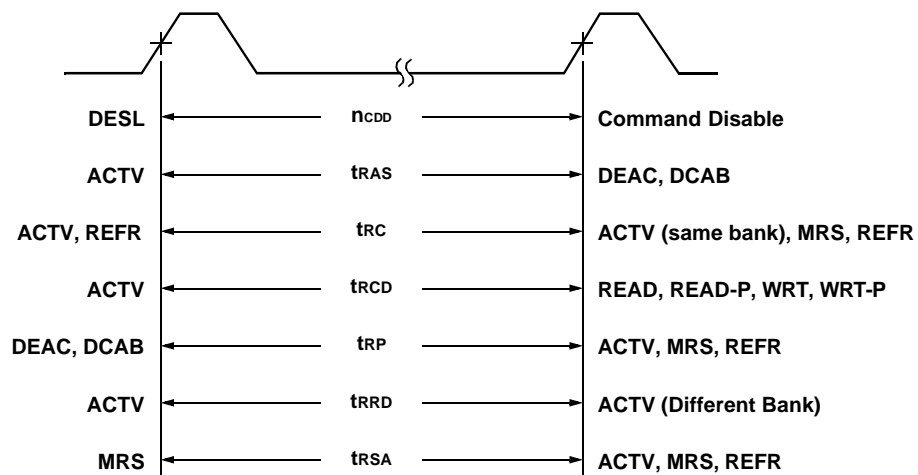 DESL nCDD Command Disable
ACTV tRAS DEAC, DCAB
ACTV, REFR tRC ACTV (same bank), MRS, REFR
ACTV tRCD READ, READ-P, WRT, WRT-P
DEAC, DCAB tRP ACTV, MRS, REFR
ACTV tRRD ACTV (Different Bank)
MRS tRSA ACTV, MRS, REFR